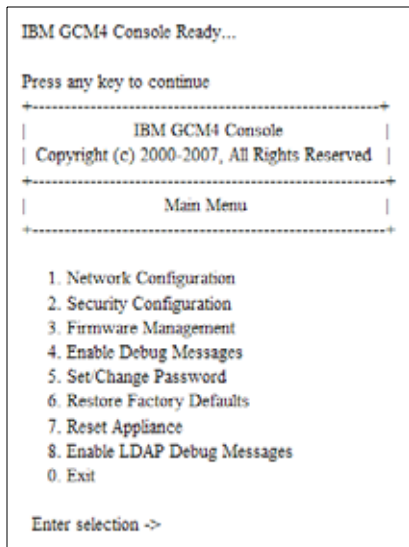 IBM GCM4 Console Ready...
Press any key to continue
+----------------------------------------------------+
| IBM GCM4 Console |
| Copyright (c) 2000-2007, All Rights Reserved |
+----------------------------------------------------+
| Main Menu |
+----------------------------------------------------+
1. Network Configuration
2. Security Configuration
3. Firmware Management
4. Enable Debug Messages
5. Set/Change Password
6. Restore Factory Defaults
7. Reset Appliance
8. Enable LDAP Debug Messages
0. Exit
Enter selection ->